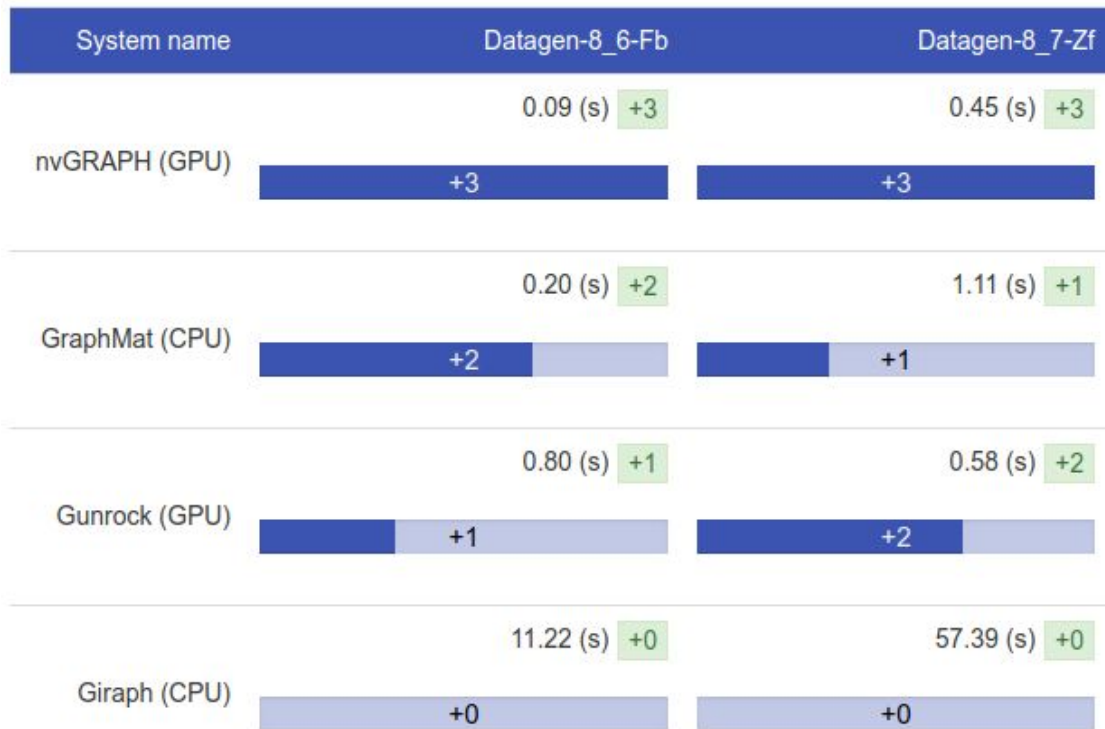 System name Datagen-8_6-Fb Datagen-8_7-Zf
0.09 (s) +3 0.45 (s) +3
nvGRAPH (GPU)
+3 +3
0.20 (s) +2 1.11 (s) +1
GraphMat (CPU)
+2 +1
0.80 (s) +1 0.58 (s) +2
Gunrock (GPU)
+1 +2
11.22 (s) +0 57.39 (s) +0
Giraph (CPU)
+0 +0